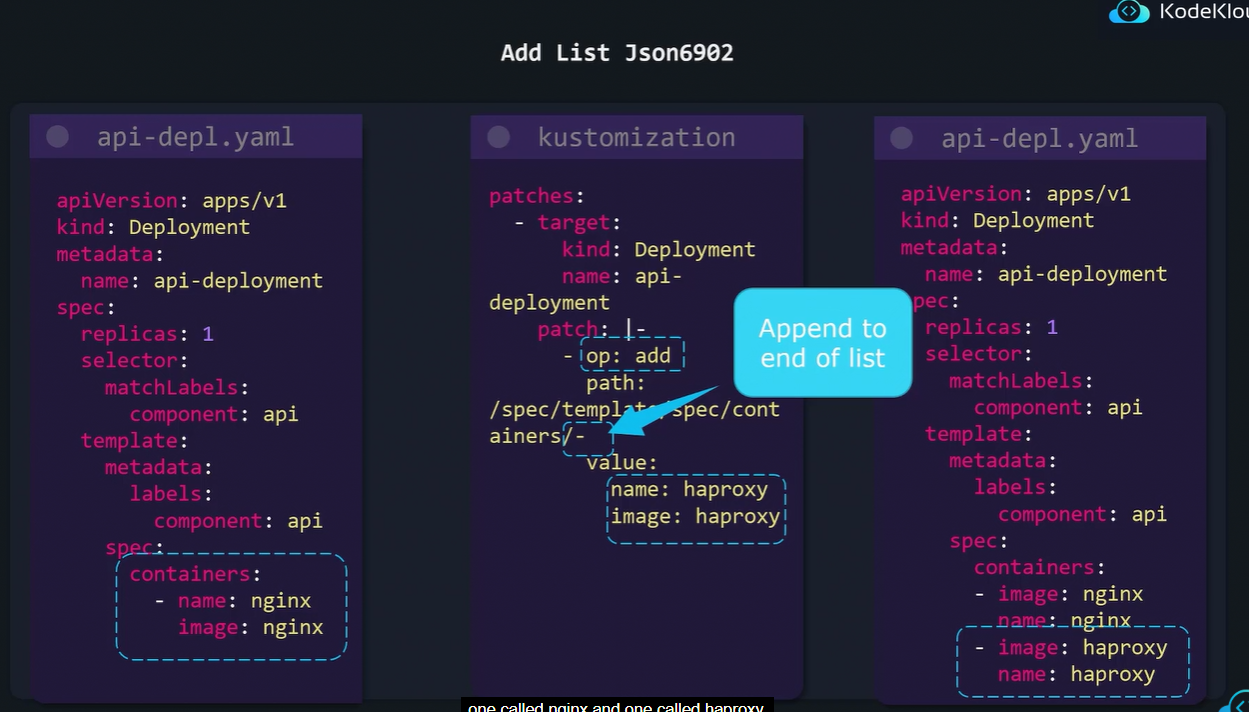 KodeKlou
Add List Json6902
api-depl.yaml
apiVersion: apps/v1
kind: Deployment
metadata:
  name: api-deployment
spec:
  replicas: 1
  selector:
    matchLabels:
      component: api
  template:
    metadata:
      labels:
        component: api
    spec:
      containers:
        - name: nginx
          image: nginx
kustomization
patches:
  - target:
      kind: Deployment
      name: api-
deployment
    patch: |-
      - op: add
        path:
/spec/template/spec/cont
ainers/-
        value:
          name: haproxy
          image: haproxy
Append to
end of list
api-depl.yaml
apiVersion: apps/v1
kind: Deployment
metadata:
  name: api-deployment
spec:
  replicas: 1
  selector:
    matchLabels:
      component: api
  template:
    metadata:
      labels:
        component: api
    spec:
      containers:
      - image: nginx
        name: nginx
      - image: haproxy
        name: haproxy
one called nginx and one called haproxy